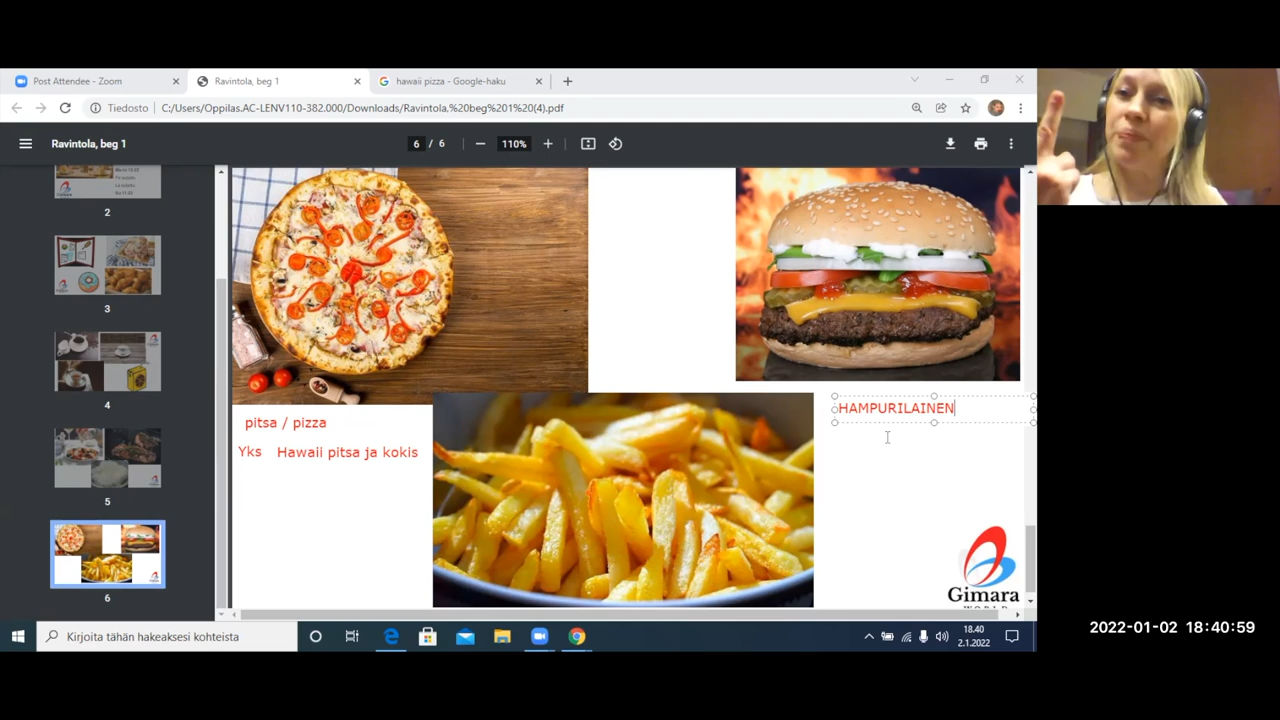 Post Attendee - Zoom
Ravintola, beg 1
hawaii pizza - Google-haku
Tiedosto
C:/Users/Oppilas.AC-LENV110-382.000/Downloads/Ravintola,%20beg%201%20(4).pdf
Ravintola, beg 1
6 / 6
110%
2
3
4
5
6
pitsa / pizza
Yks Hawaii pitsa ja kokis
HAMPURILAINEN
Gimara
Kirjoita tähän hakeaksesi kohteista
18.40
2.1.2022
2022-01-02 18:40:59